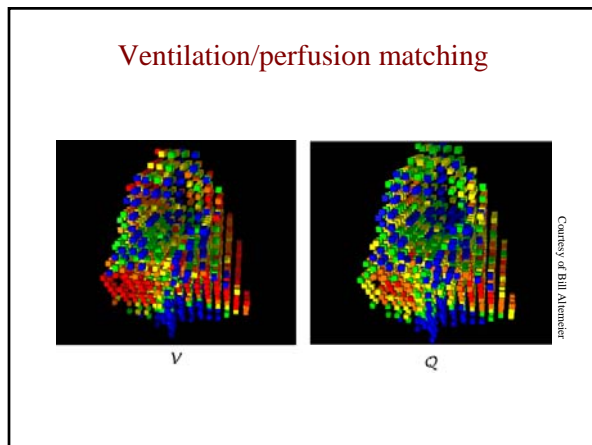 Ventilation/perfusion matching
Courtesy of Bill Altemeier
V
Q